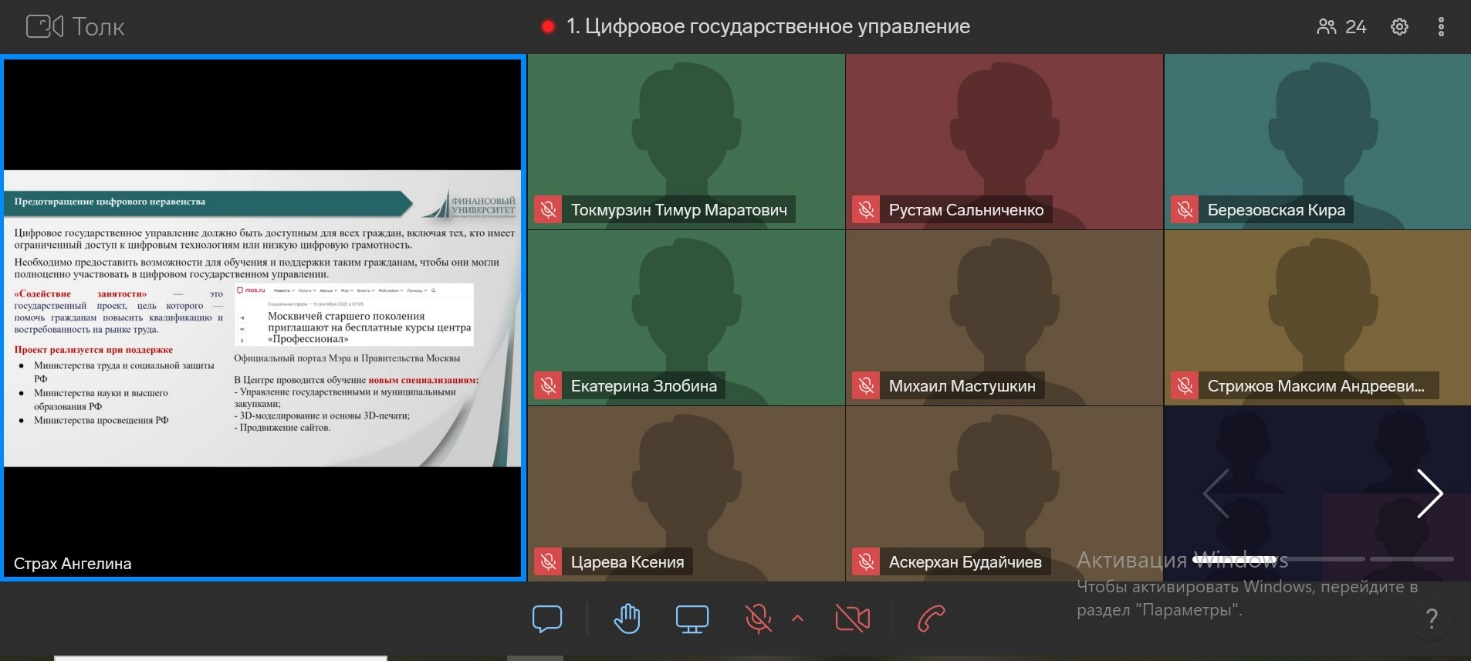 Толк
1. Цифровое государственное управление
24
Предотвращение цифрового неравенства
ФИНАНСОВЫЙ
УНИВЕРСИТЕТ
Цифровое государственное управление должно быть доступным для всех граждан, включая тех, кто имеет
ограниченный доступ к цифровым технологиям или низкую цифровую грамотность.
Необходимо предоставить возможности для обучения и поддержки таким гражданам, чтобы они могли
полноценно участвовать в цифровом государственном управлении.
«Содействие занятости» — это
государственный проект, цель которого —
помочь гражданам повысить квалификацию и
востребованность на рынке труда.
Проект реализуется при поддержке
● Министерства труда и социальной защиты
РФ
● Министерства науки и высшего
образования РФ
● Министерства просвещения РФ
mos.ru
Москвичей старшего поколения
приглашают на бесплатные курсы центра
«Профессионал»
Официальный портал Мэра и Правительства Москвы
В Центре проводится обучение новым специализациям:
- Управление государственными и муниципальными
закупками;
- 3D-моделирование и основы 3D-печати;
- Продвижение сайтов.
Страх Ангелина
Токмурзин Тимур Маратович
Рустам Сальниченко
Березовская Кира
Екатерина Злобина
Михаил Мастушкин
Стрижов Максим Андрееви...
Царева Ксения
Аскерхан Будайчиев
Активация Windows
Чтобы активировать Windows, перейдите в
раздел "Параметры".
?